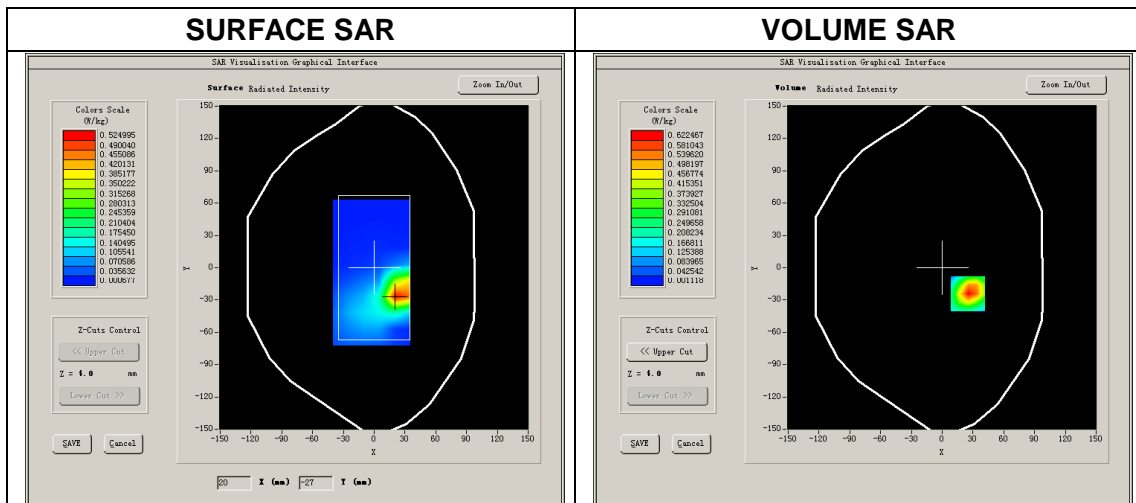 SURFACE SAR
SAR Visualisation Graphical Interface
Surface Radiated Intensity
Zoom In/Out
Colors Scale
(W/kg)
0.524995
0.490040
0.455086
0.420131
0.385177
0.350222
0.315268
0.280313
0.245359
0.210404
0.175450
0.140495
0.105541
0.070586
0.035632
0.000677
Z-Cuts Control
<< Upper Cut
Z = 4.0 mm
Lower Cut >>
SAVE Cancel
150
120
90
60
30
0
-30
-60
-90
-120
-150
Y
-150 -120 -90 -60 -30 0 30 60 90 120 150
X
20 X (mm) -27 Y (mm)
VOLUME SAR
SAR Visualisation Graphical Interface
Volume Radiated Intensity
Zoom In/Out
Colors Scale
(W/kg)
0.622467
0.581043
0.539620
0.498197
0.456774
0.415351
0.373927
0.332504
0.291081
0.249658
0.208234
0.166811
0.125388
0.083965
0.042542
0.001118
Z-Cuts Control
<< Upper Cut
Z = 4.0 mm
Lower Cut >>
SAVE Cancel
150
120
90
60
30
0
-30
-60
-90
-120
-150
Y
-150 -120 -90 -60 -30 0 30 60 90 120 150
X